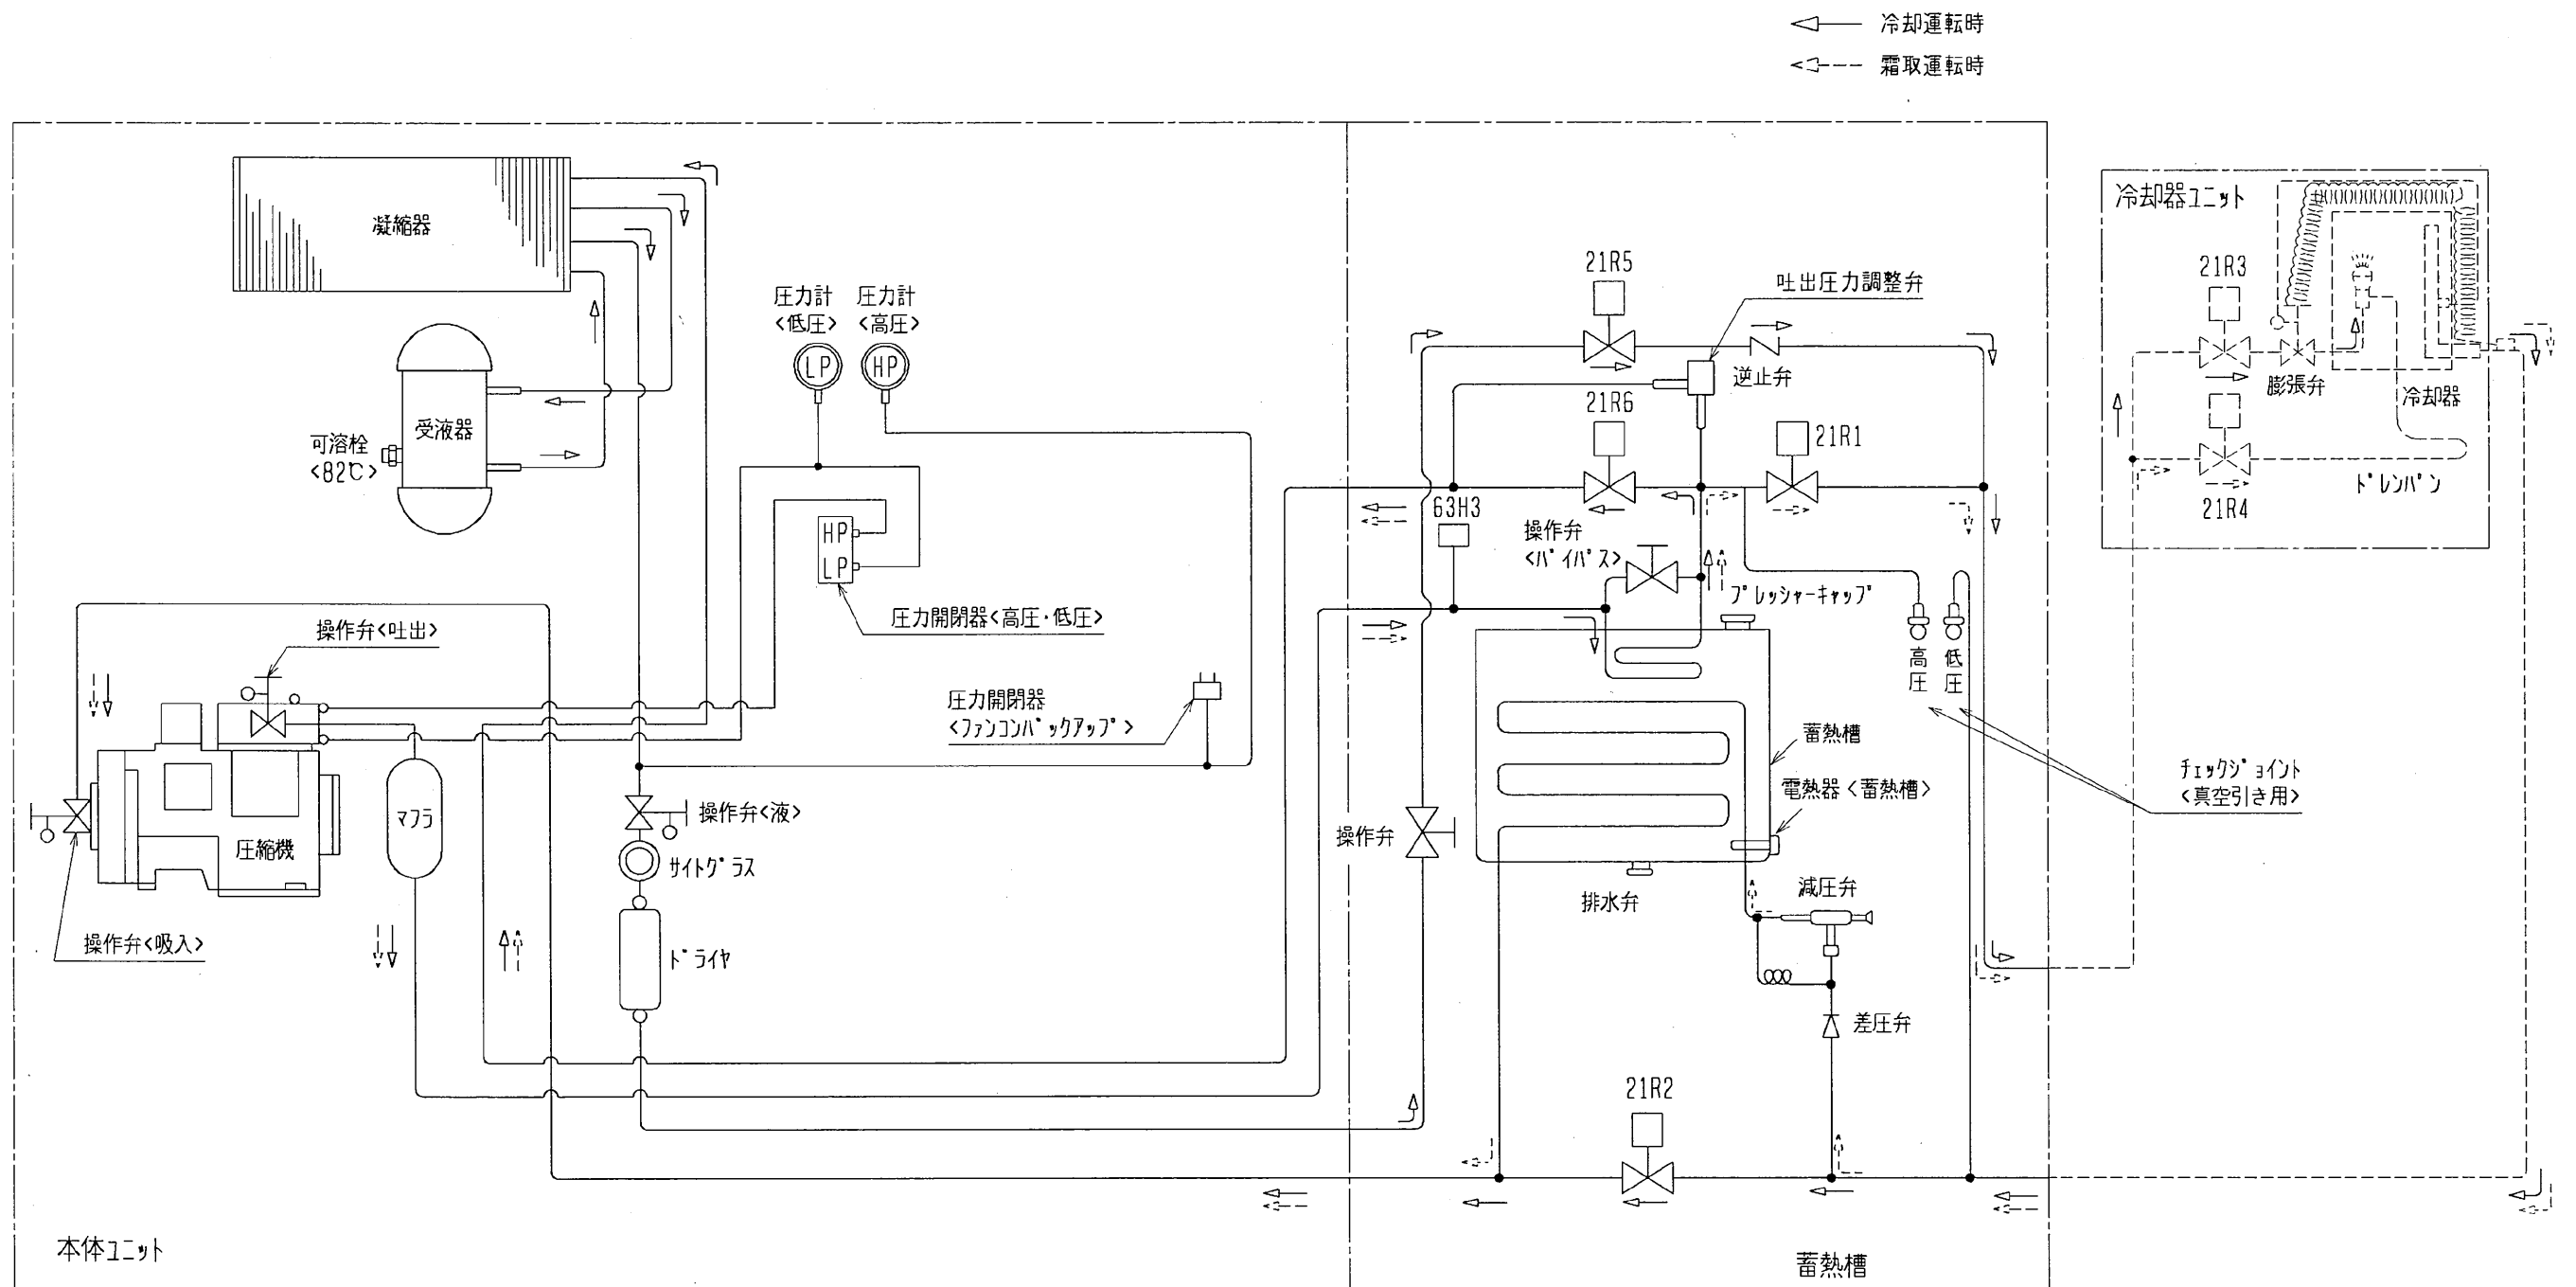 冷却運転時
霜取運転時
凝縮器
受液器
可溶栓
<82℃>
圧力計
<低圧>
圧力計
<高圧>
LP
HP
HP
LP
圧力開閉器<高圧・低圧>
操作弁<吐出>
圧力開閉器
<ファンコンバックアップ>
マフラ
圧縮機
操作弁<吸入>
操作弁<液>
サイトグラス
ドライヤ
本体ユニット
21R5
吐出圧力調整弁
逆止弁
21R6
21R1
63H3
操作弁
<バイパス>
プレッシャーキャップ
高圧
低圧
蓄熱槽
電熱器<蓄熱槽>
操作弁
排水弁
減圧弁
差圧弁
21R2
チェックジョイント
<真空引き用>
蓄熱槽
冷却器ユニット
21R3
膨張弁
冷却器
21R4
ドレンパン